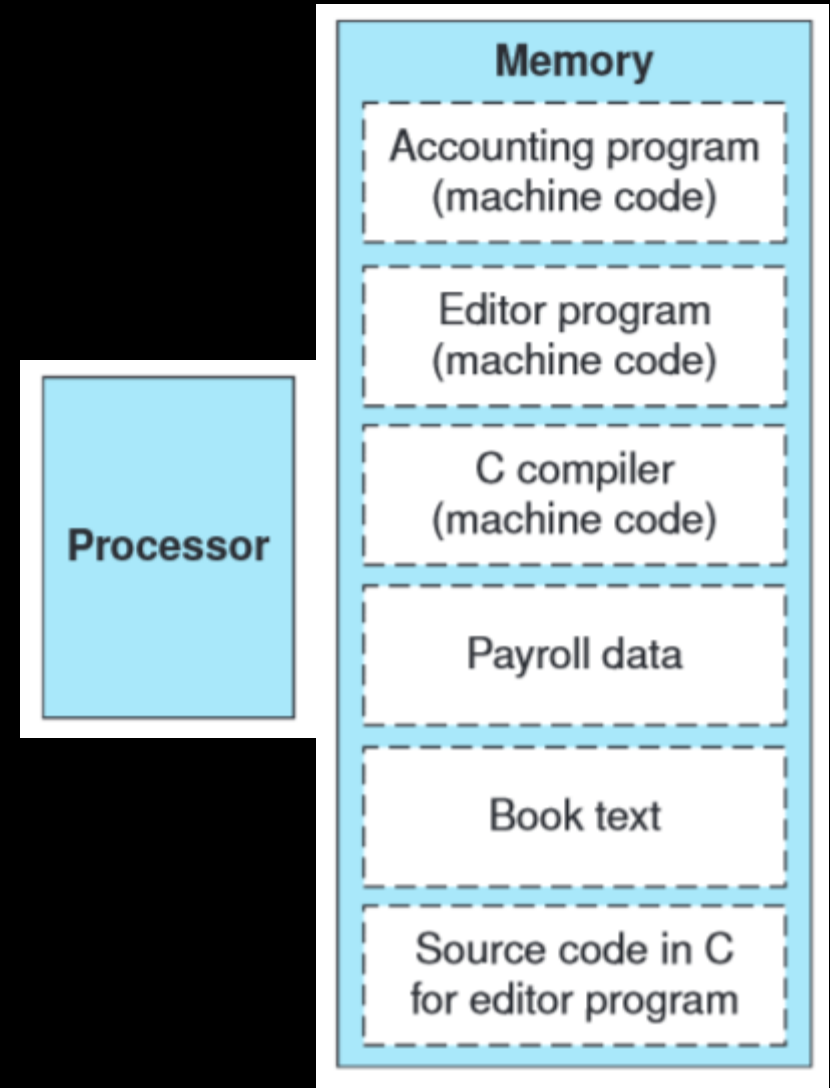 Memory
Accounting program
(machine code)
Editor program
(machine code)
C compiler
(machine code)
Processor
Payroll data
Book text
Source code in C
for editor program